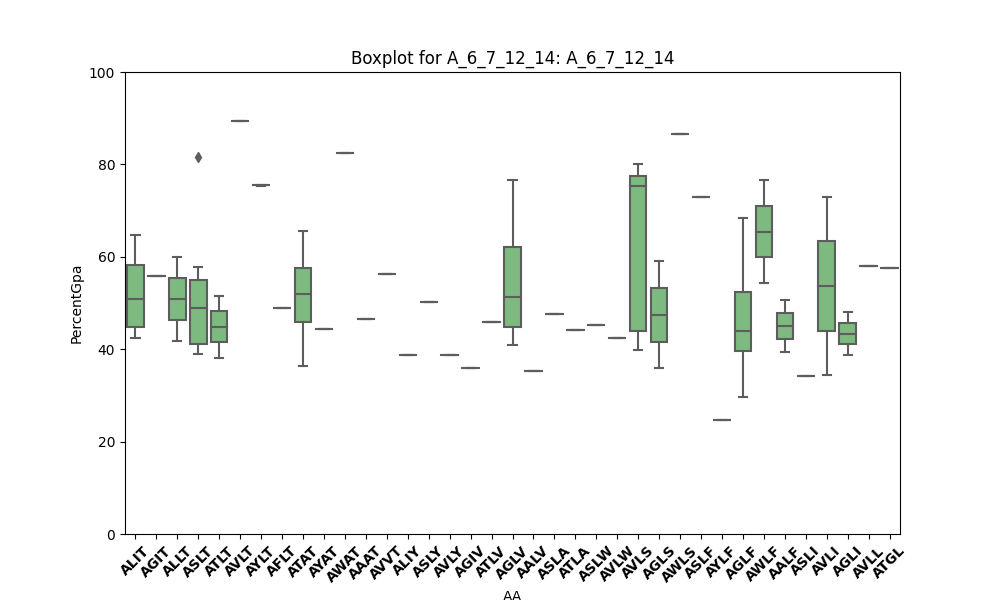 Boxplot for A_6_7_12_14: A_6_7_12_14
100
80
60
40
20
0
PercentGpa
ALIT AGIT ALLT ASLT ATLT AVLT AYLT AFLT ATAT AYAT AWAT AAAT AVVT ALIY ASLY AVLY AGIV ATLV AGLV AALV ASLA ATLA ASLW AVLW AVLS AGLS AWLS ASLF AYLF AGLF AWLF AALF ASLI AVLI AGLI AVLL ATGL
AA